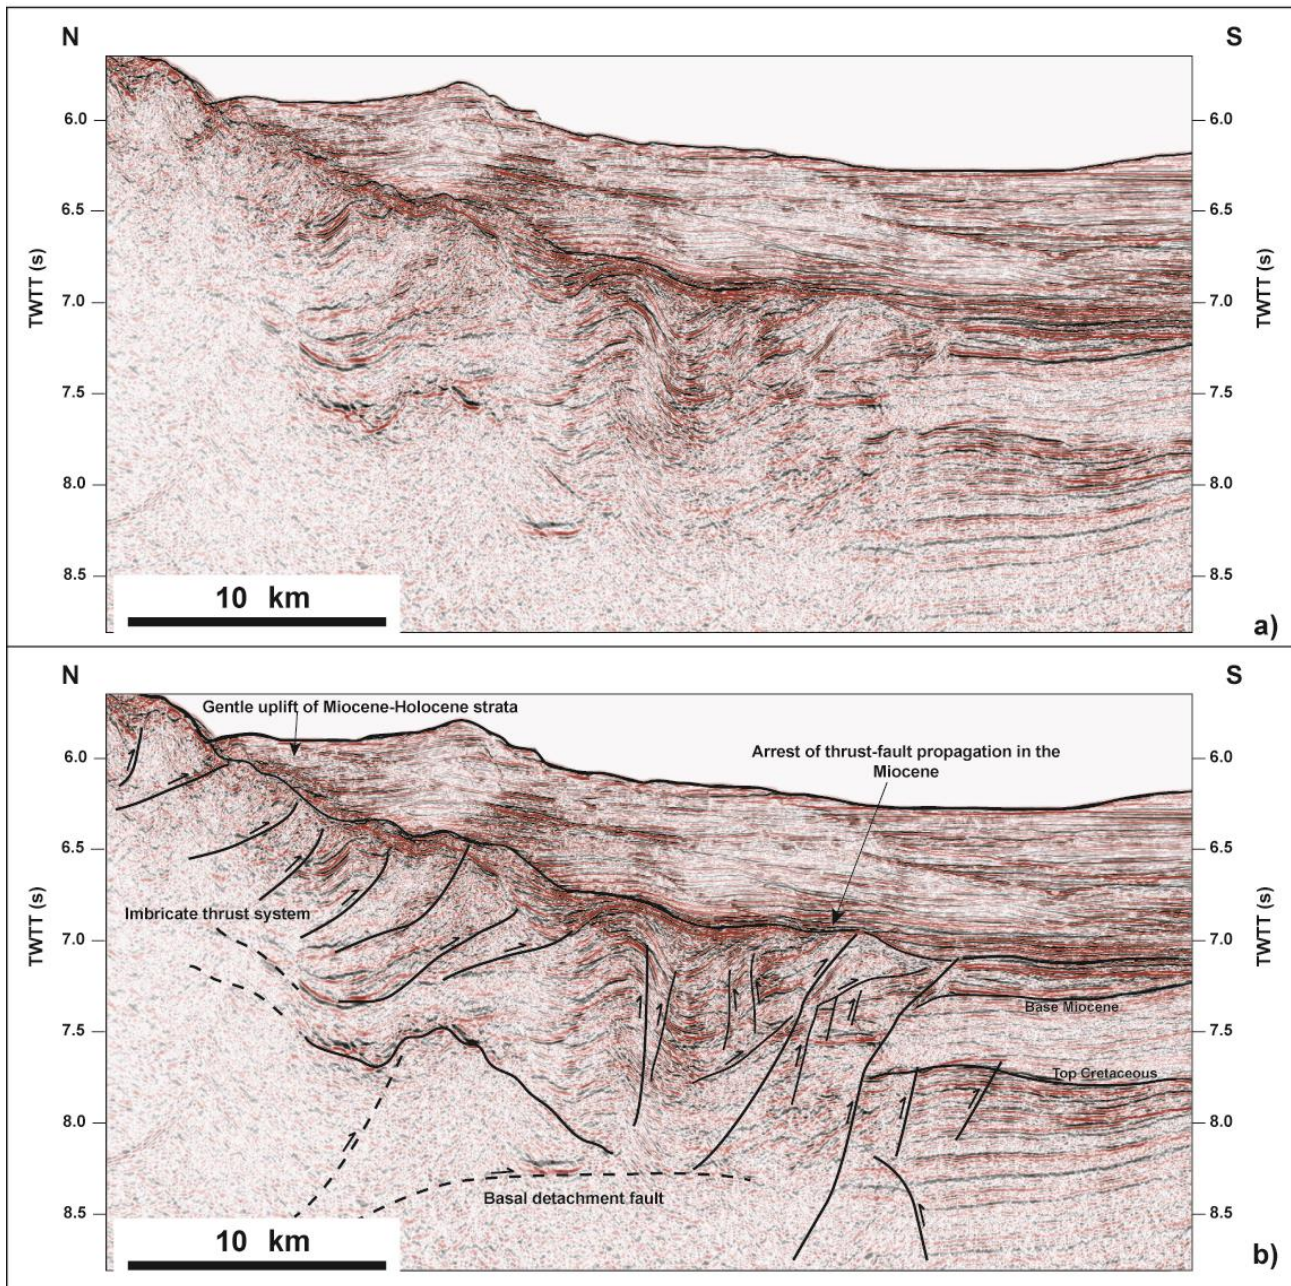 N
S
6.0
6.0
6.5
6.5
TWTT (s)
TWTT (s)
7.0
7.0
7.5
7.5
8.0
8.0
8.5
8.5
10 km
a)
N
S
Gentle uplift of Miocene-Holocene strata
6.0
6.0
Arrest of thrust-fault propagation in the
Miocene
6.5
6.5
Imbricate thrust system
TWTT (s)
TWTT (s)
7.0
7.0
Base Miocene
7.5
7.5
Top Cretaceous
8.0
8.0
Basal detachment fault
8.5
8.5
10 km
b)